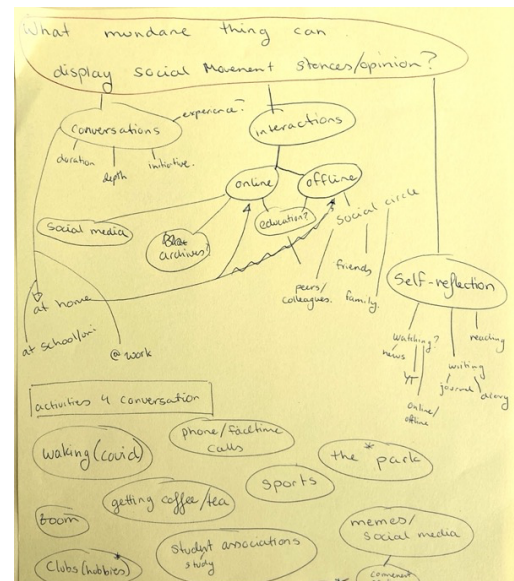 What mundane thing can
display Social Movement stances/opinion?
Conversations
experience?
duration
depth
initiative.
interactions
online
offline
social media
archives?
education?
social circle
peers/
colleagues.
friends
family.
at home
at school/uni
@ work
Self-reflection
watching?
news
YT
online/
offline
writing
journal
diary
reading
activities 4 conversation
waking (covid)
phone/facetime
calls
the park *
sports
getting coffee/tea
zoom
student associations
study
memes/
social media
Clubs (hobbies) *
comment